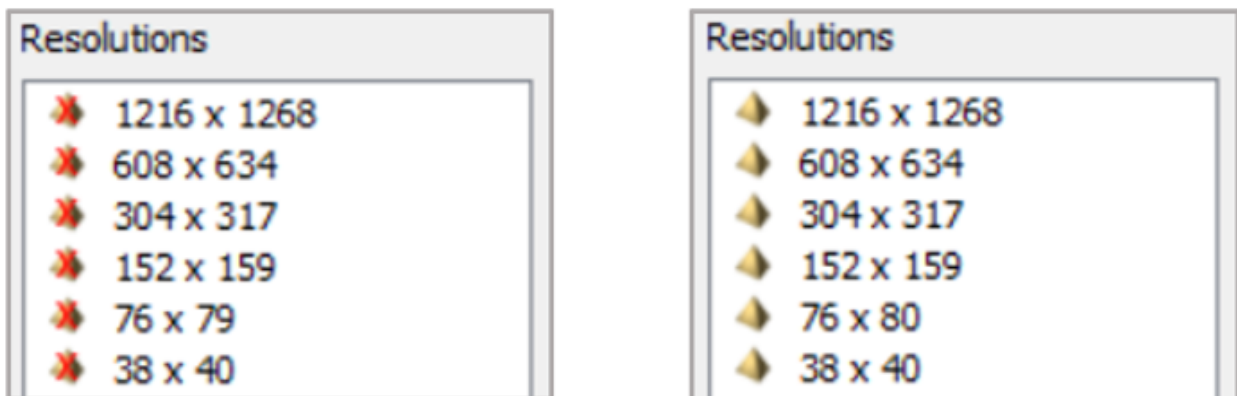 Resolutions
1216 x 1268
608 x 634
304 x 317
152 x 159
76 x 79
38 x 40
Resolutions
1216 x 1268
608 x 634
304 x 317
152 x 159
76 x 80
38 x 40